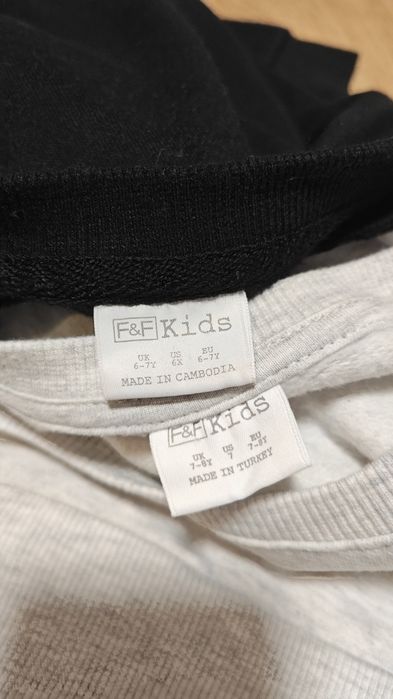 F&F Kids
UK US EU
6-7Y 6X 6-7Y
MADE IN CAMBODIA
F&F Kids
UK US EU
7-8Y 7 7-8Y
MADE IN TURKEY